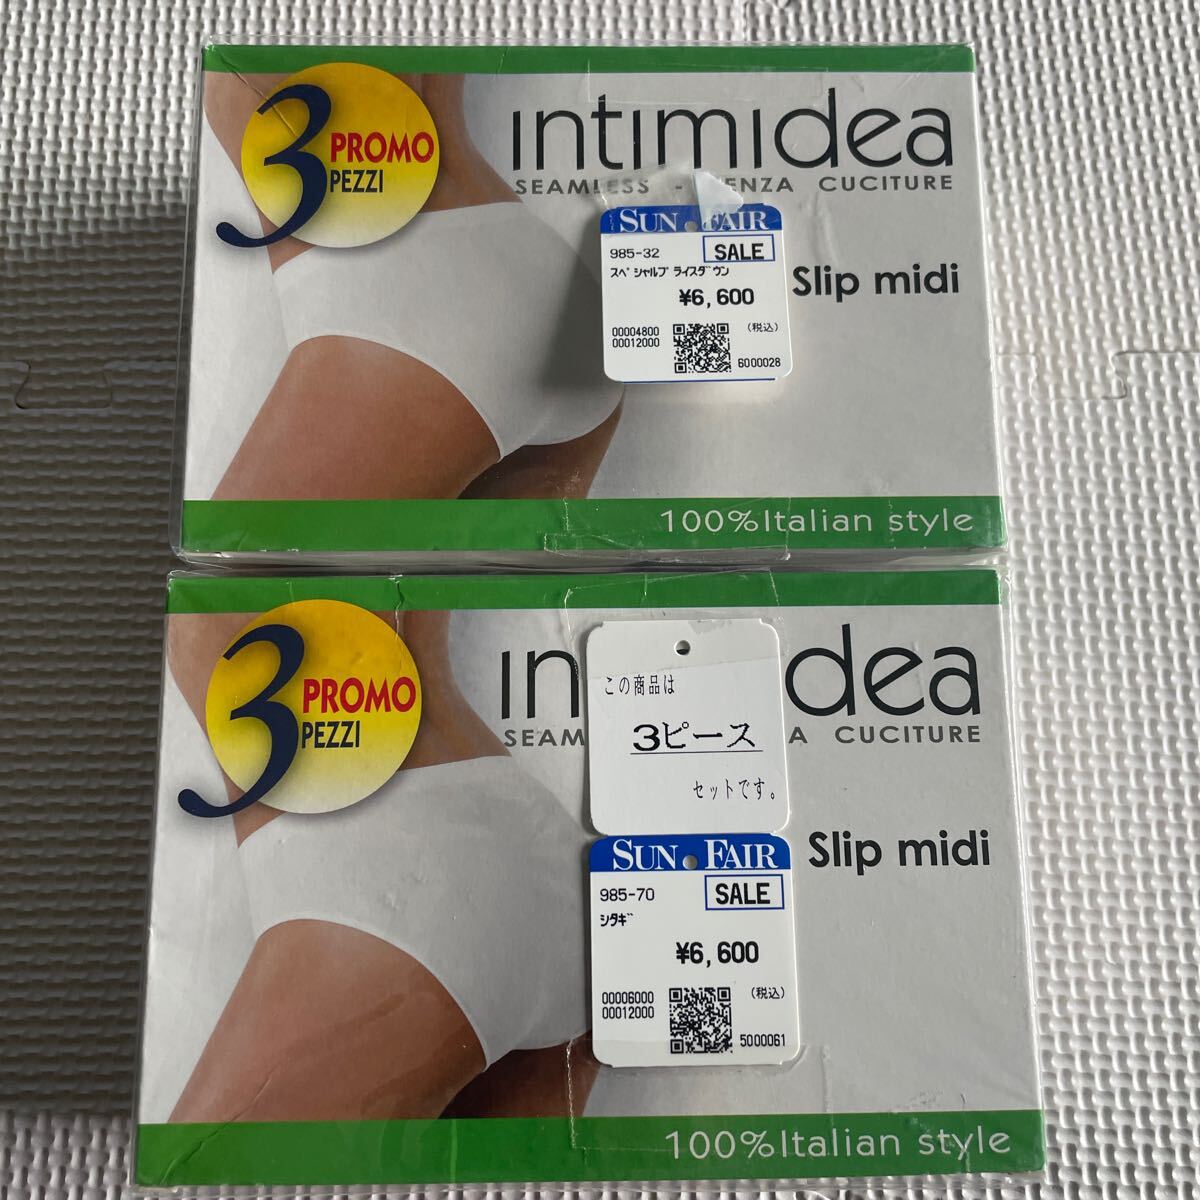 3
PROMO
PEZZI
intimidea
SEAMLESS - SENZA CUCITURE
SUN FAIR
985-32 SALE
スペシャルプライスダウン
¥6,600
00004800 (税込)
00012000
6000028
Slip midi
100%Italian style
3
PROMO
PEZZI
in dea
SEAM A CUCITURE
この商品は
3ピース
セットです。
SUN FAIR
985-70 SALE
シタギ
¥6,600
00006000 (税込)
00012000
5000061
Slip midi
100%Italian style